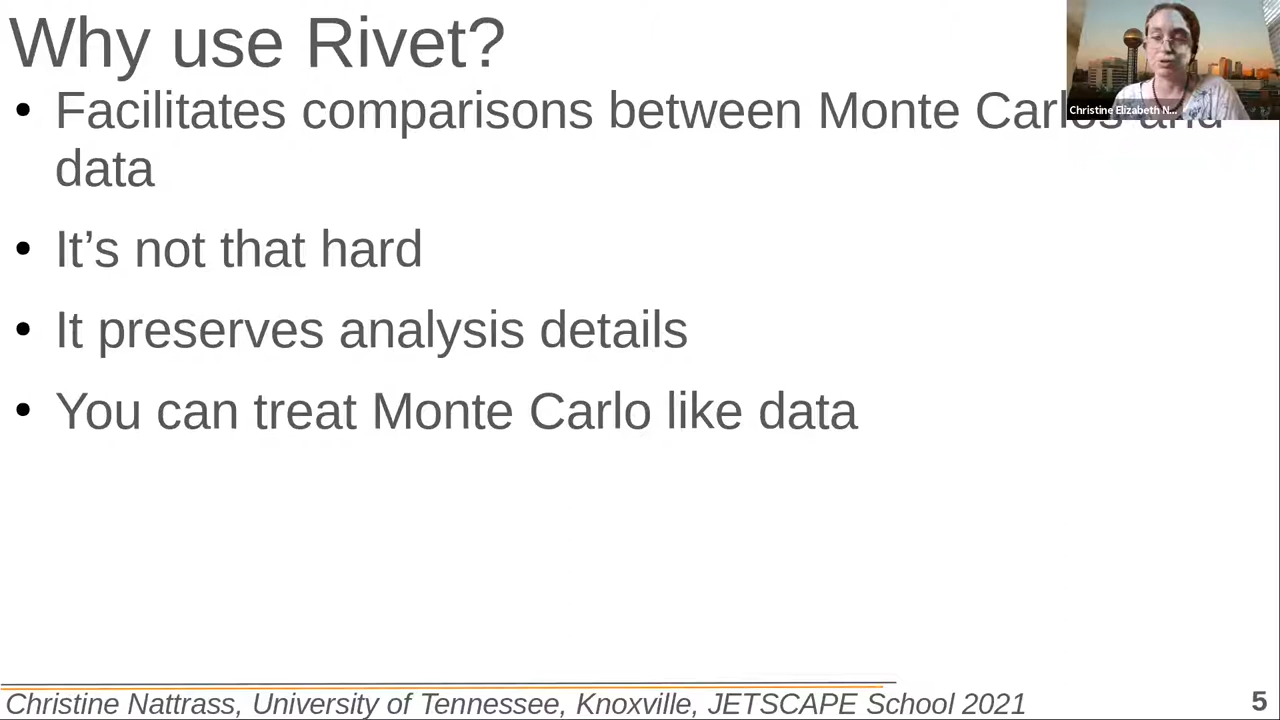 Why use Rivet?
• Facilitates comparisons between Monte Carlos and
data
• It’s not that hard
• It preserves analysis details
• You can treat Monte Carlo like data
Christine Elizabeth N...
Christine Nattrass, University of Tennessee, Knoxville, JETSCAPE School 2021
5